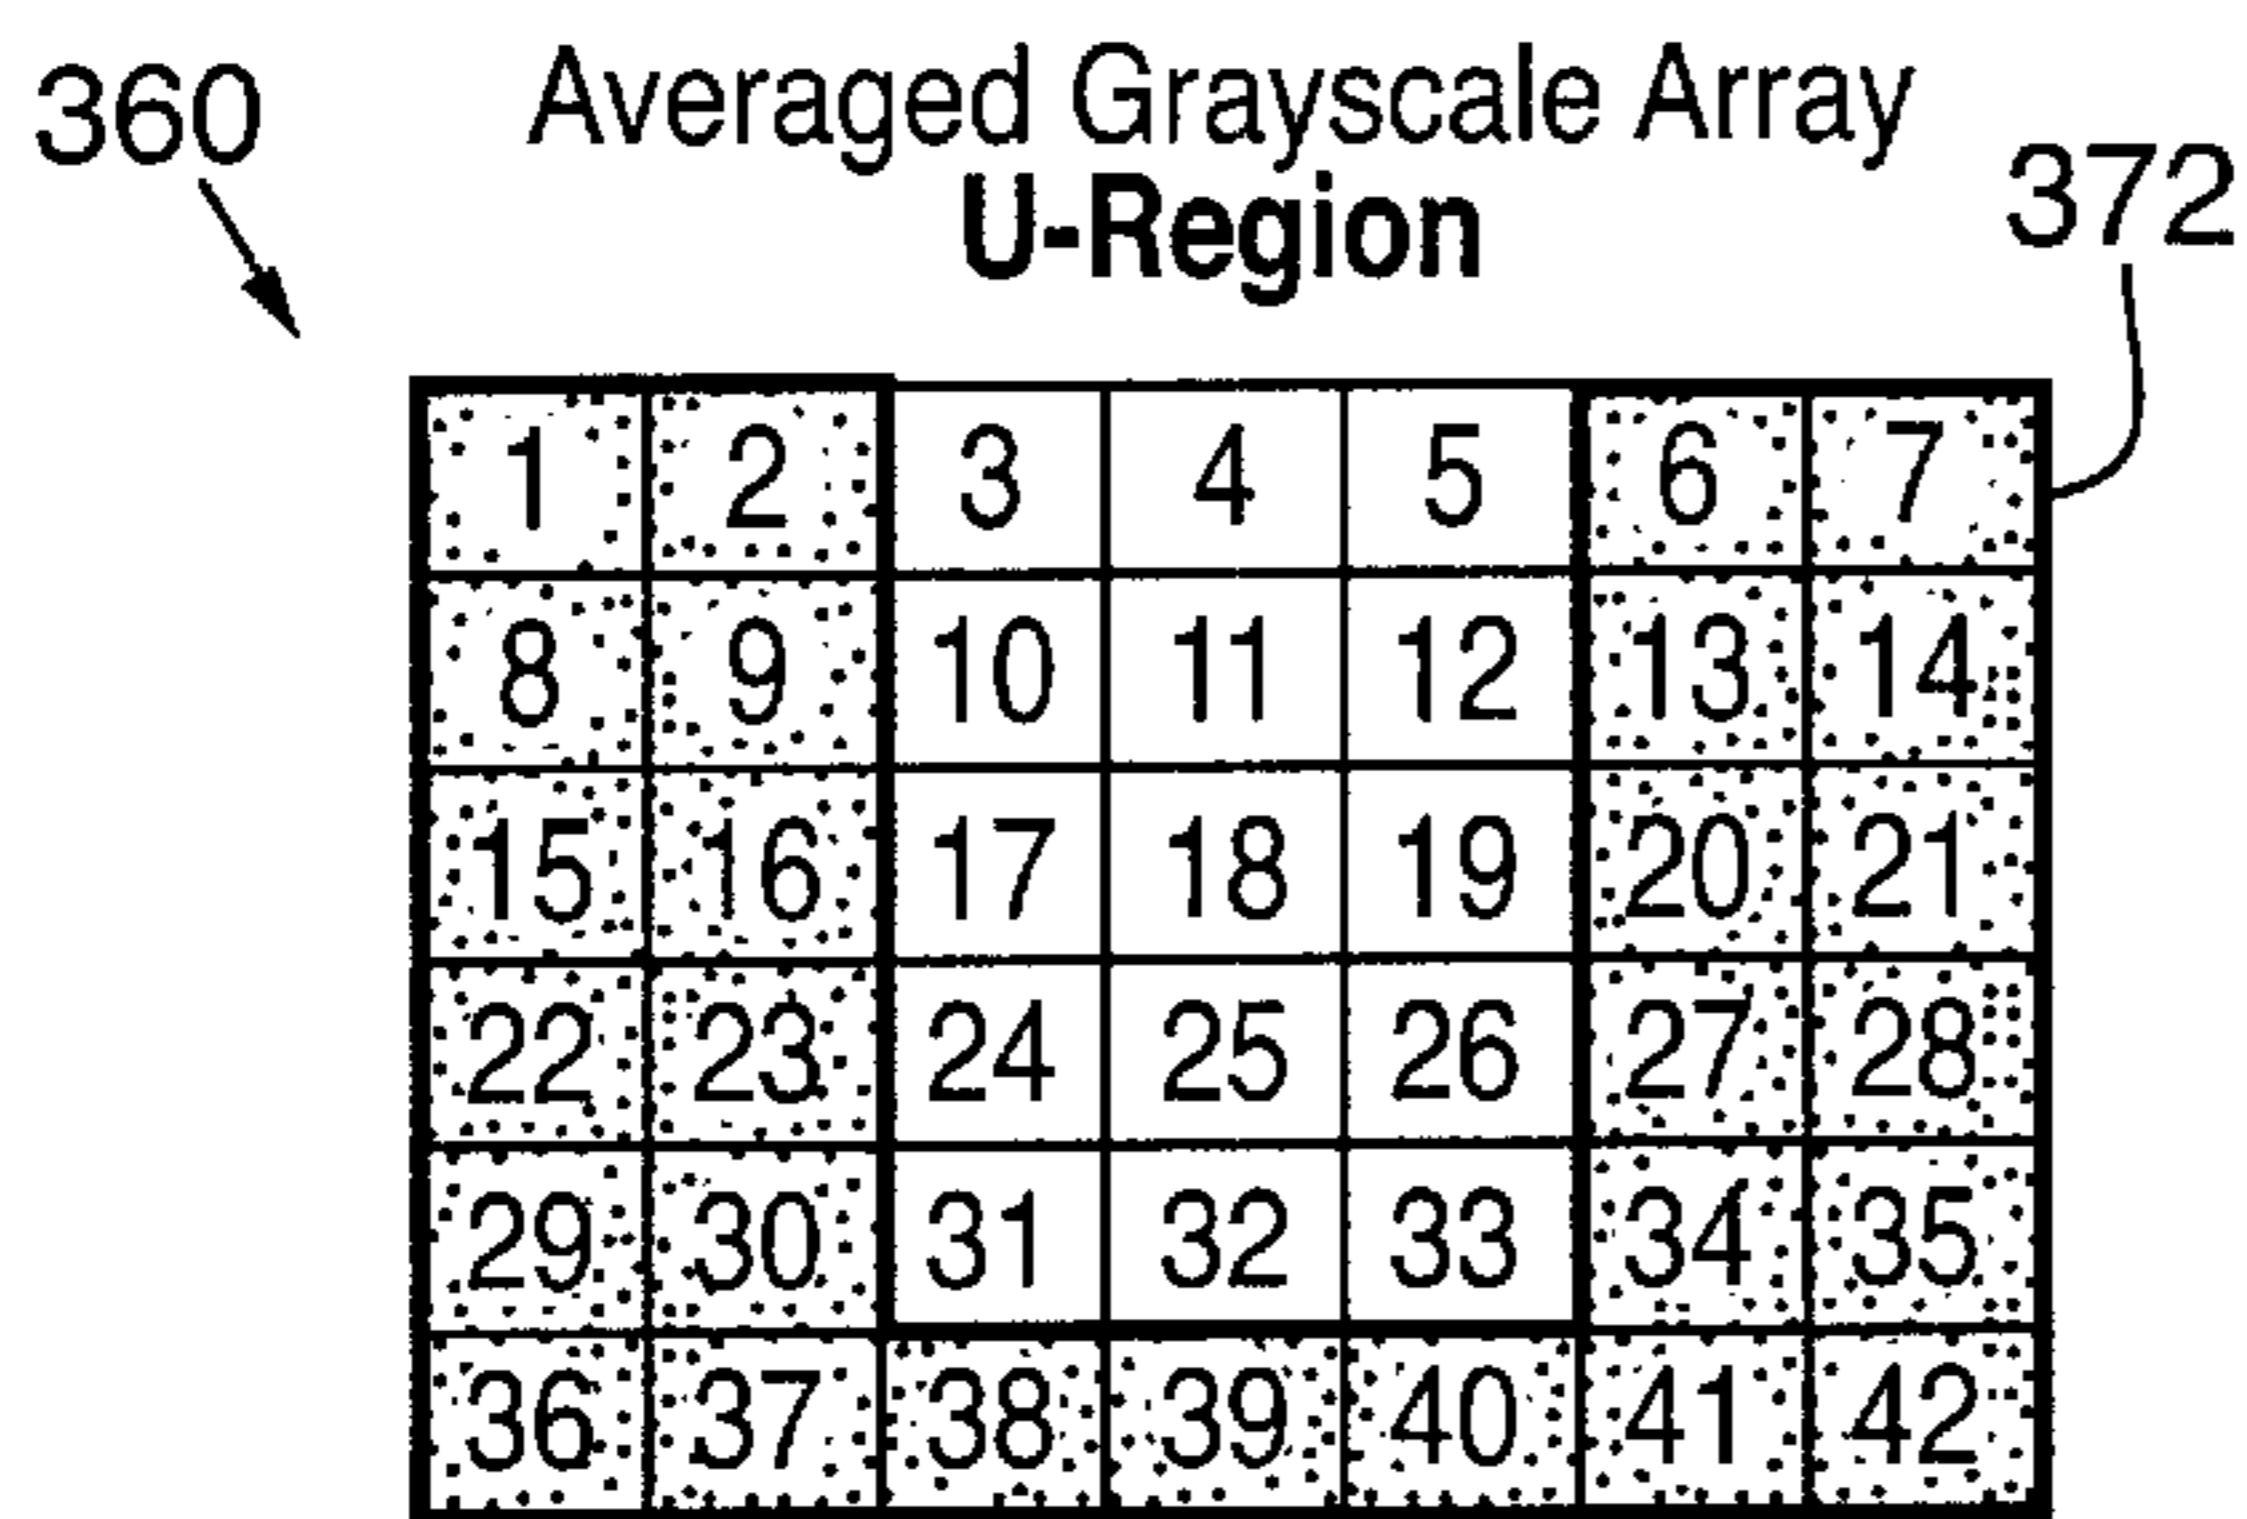 360
Averaged Grayscale Array
U-Region
372
1 2 3 4 5 6 7
8 9 10 11 12 13 14
15 16 17 18 19 20 21
22 23 24 25 26 27 28
29 30 31 32 33 34 35
36 37 38 39 40 41 42